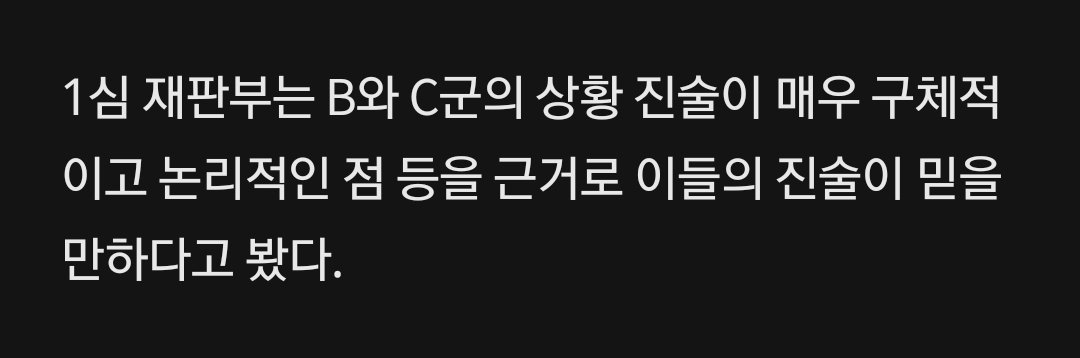 1심 재판부는 B와 C군의 상황 진술이 매우 구체적
이고 논리적인 점 등을 근거로 이들의 진술이 믿을
만하다고 봤다.